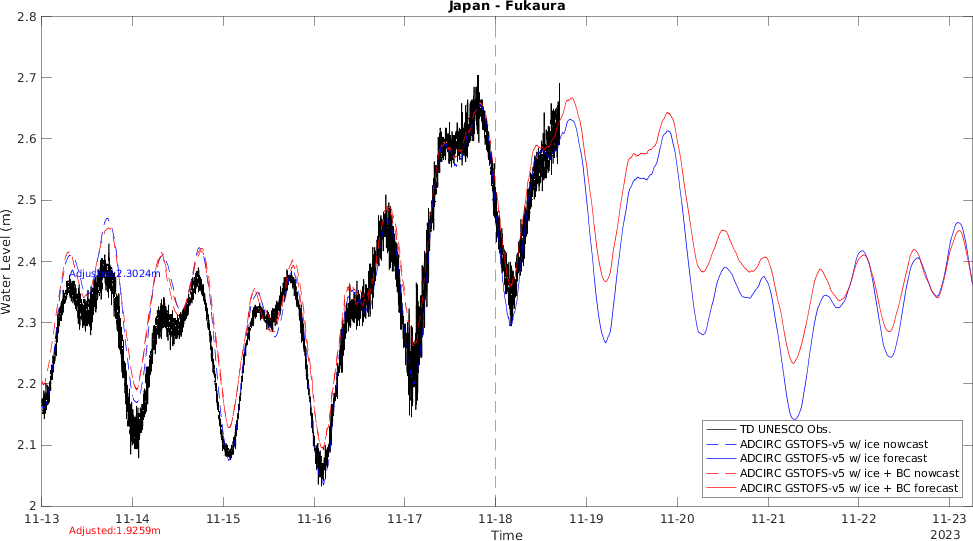 Japan - Fukaura
2.8
2.7
2.6
2.5
2.4
2.3
2.2
2.1
2
Water Level (m)
Adjusted:2.3024m
TD UNESCO Obs.
ADCIRC GSTOFS-v5 w/ ice nowcast
ADCIRC GSTOFS-v5 w/ ice forecast
ADCIRC GSTOFS-v5 w/ ice + BC nowcast
ADCIRC GSTOFS-v5 w/ ice + BC forecast
11-13 11-14 11-15 11-16 11-17 11-18 11-19 11-20 11-21 11-22 11-23
Adjusted:1.9259m
Time
2023